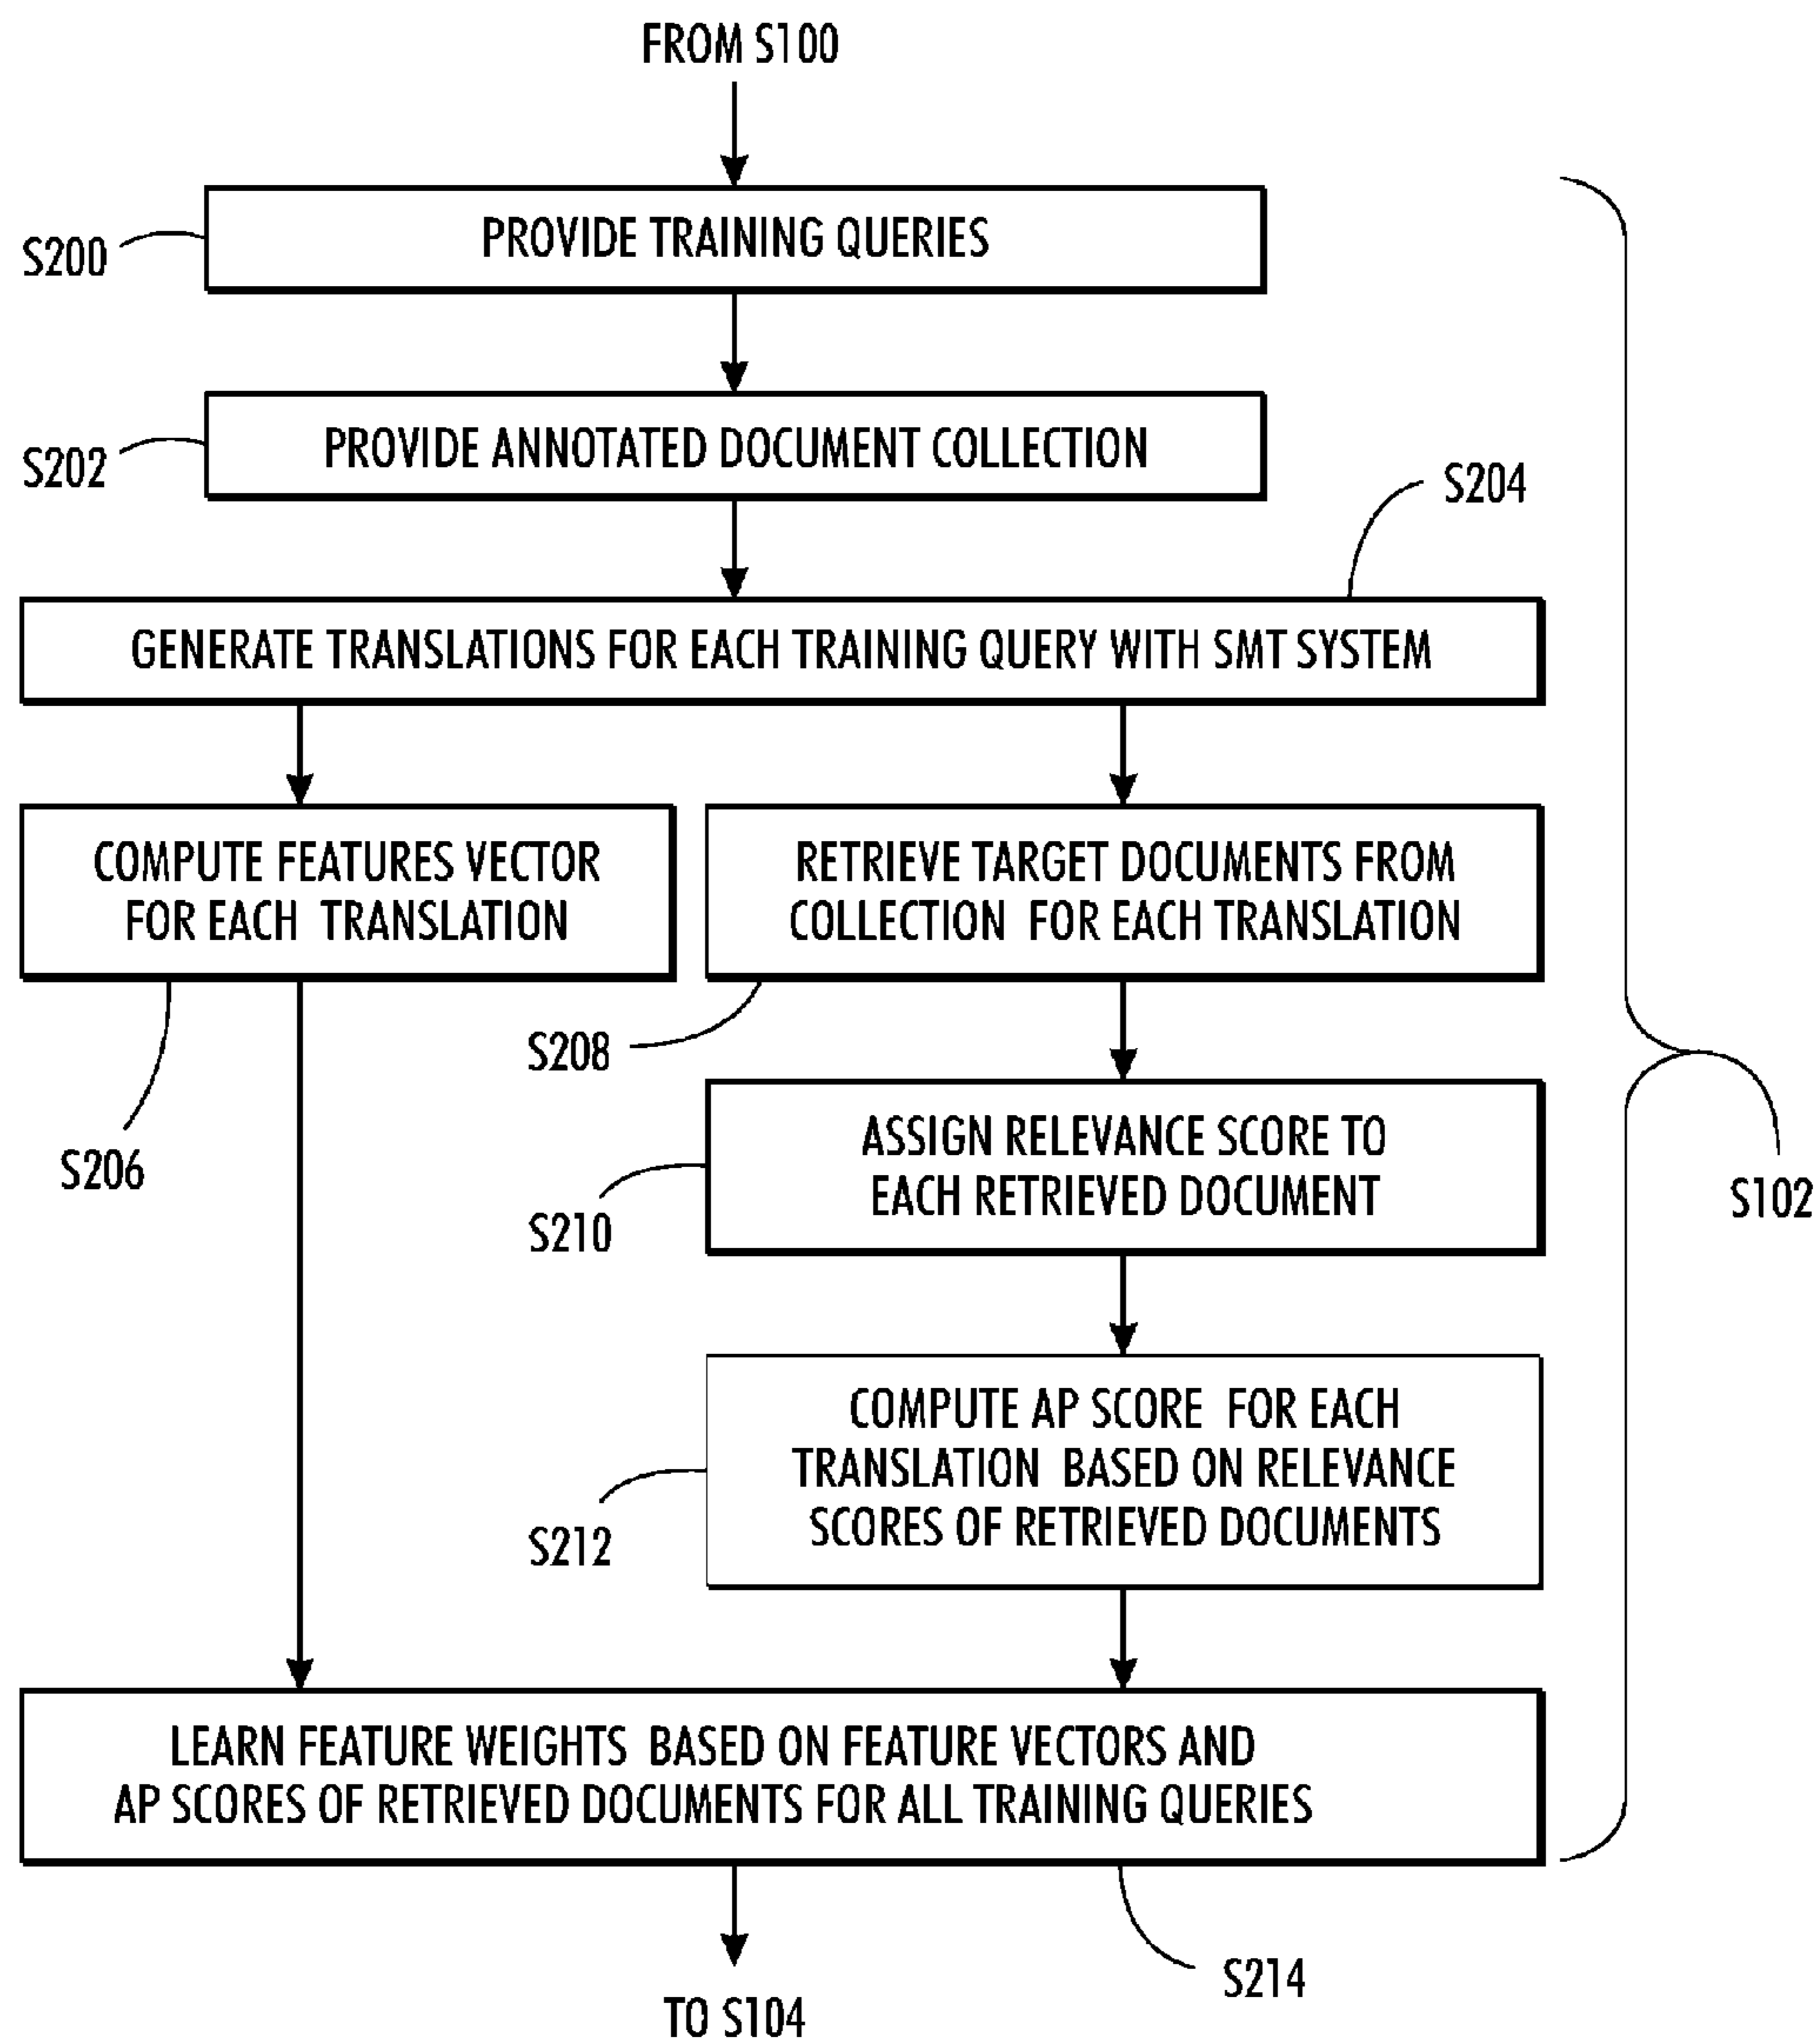 FROM S100
PROVIDE TRAINING QUERIES
S200
PROVIDE ANNOTATED DOCUMENT COLLECTION
S202
S204
GENERATE TRANSLATIONS FOR EACH TRAINING QUERY WITH SMT SYSTEM
COMPUTE FEATURES VECTOR
FOR EACH TRANSLATION
S206
RETRIEVE TARGET DOCUMENTS FROM
COLLECTION FOR EACH TRANSLATION
S208
ASSIGN RELEVANCE SCORE TO
EACH RETRIEVED DOCUMENT
S210
S102
COMPUTE AP SCORE FOR EACH
TRANSLATION BASED ON RELEVANCE
SCORES OF RETRIEVED DOCUMENTS
S212
LEARN FEATURE WEIGHTS BASED ON FEATURE VECTORS AND
AP SCORES OF RETRIEVED DOCUMENTS FOR ALL TRAINING QUERIES
S214
TO S104